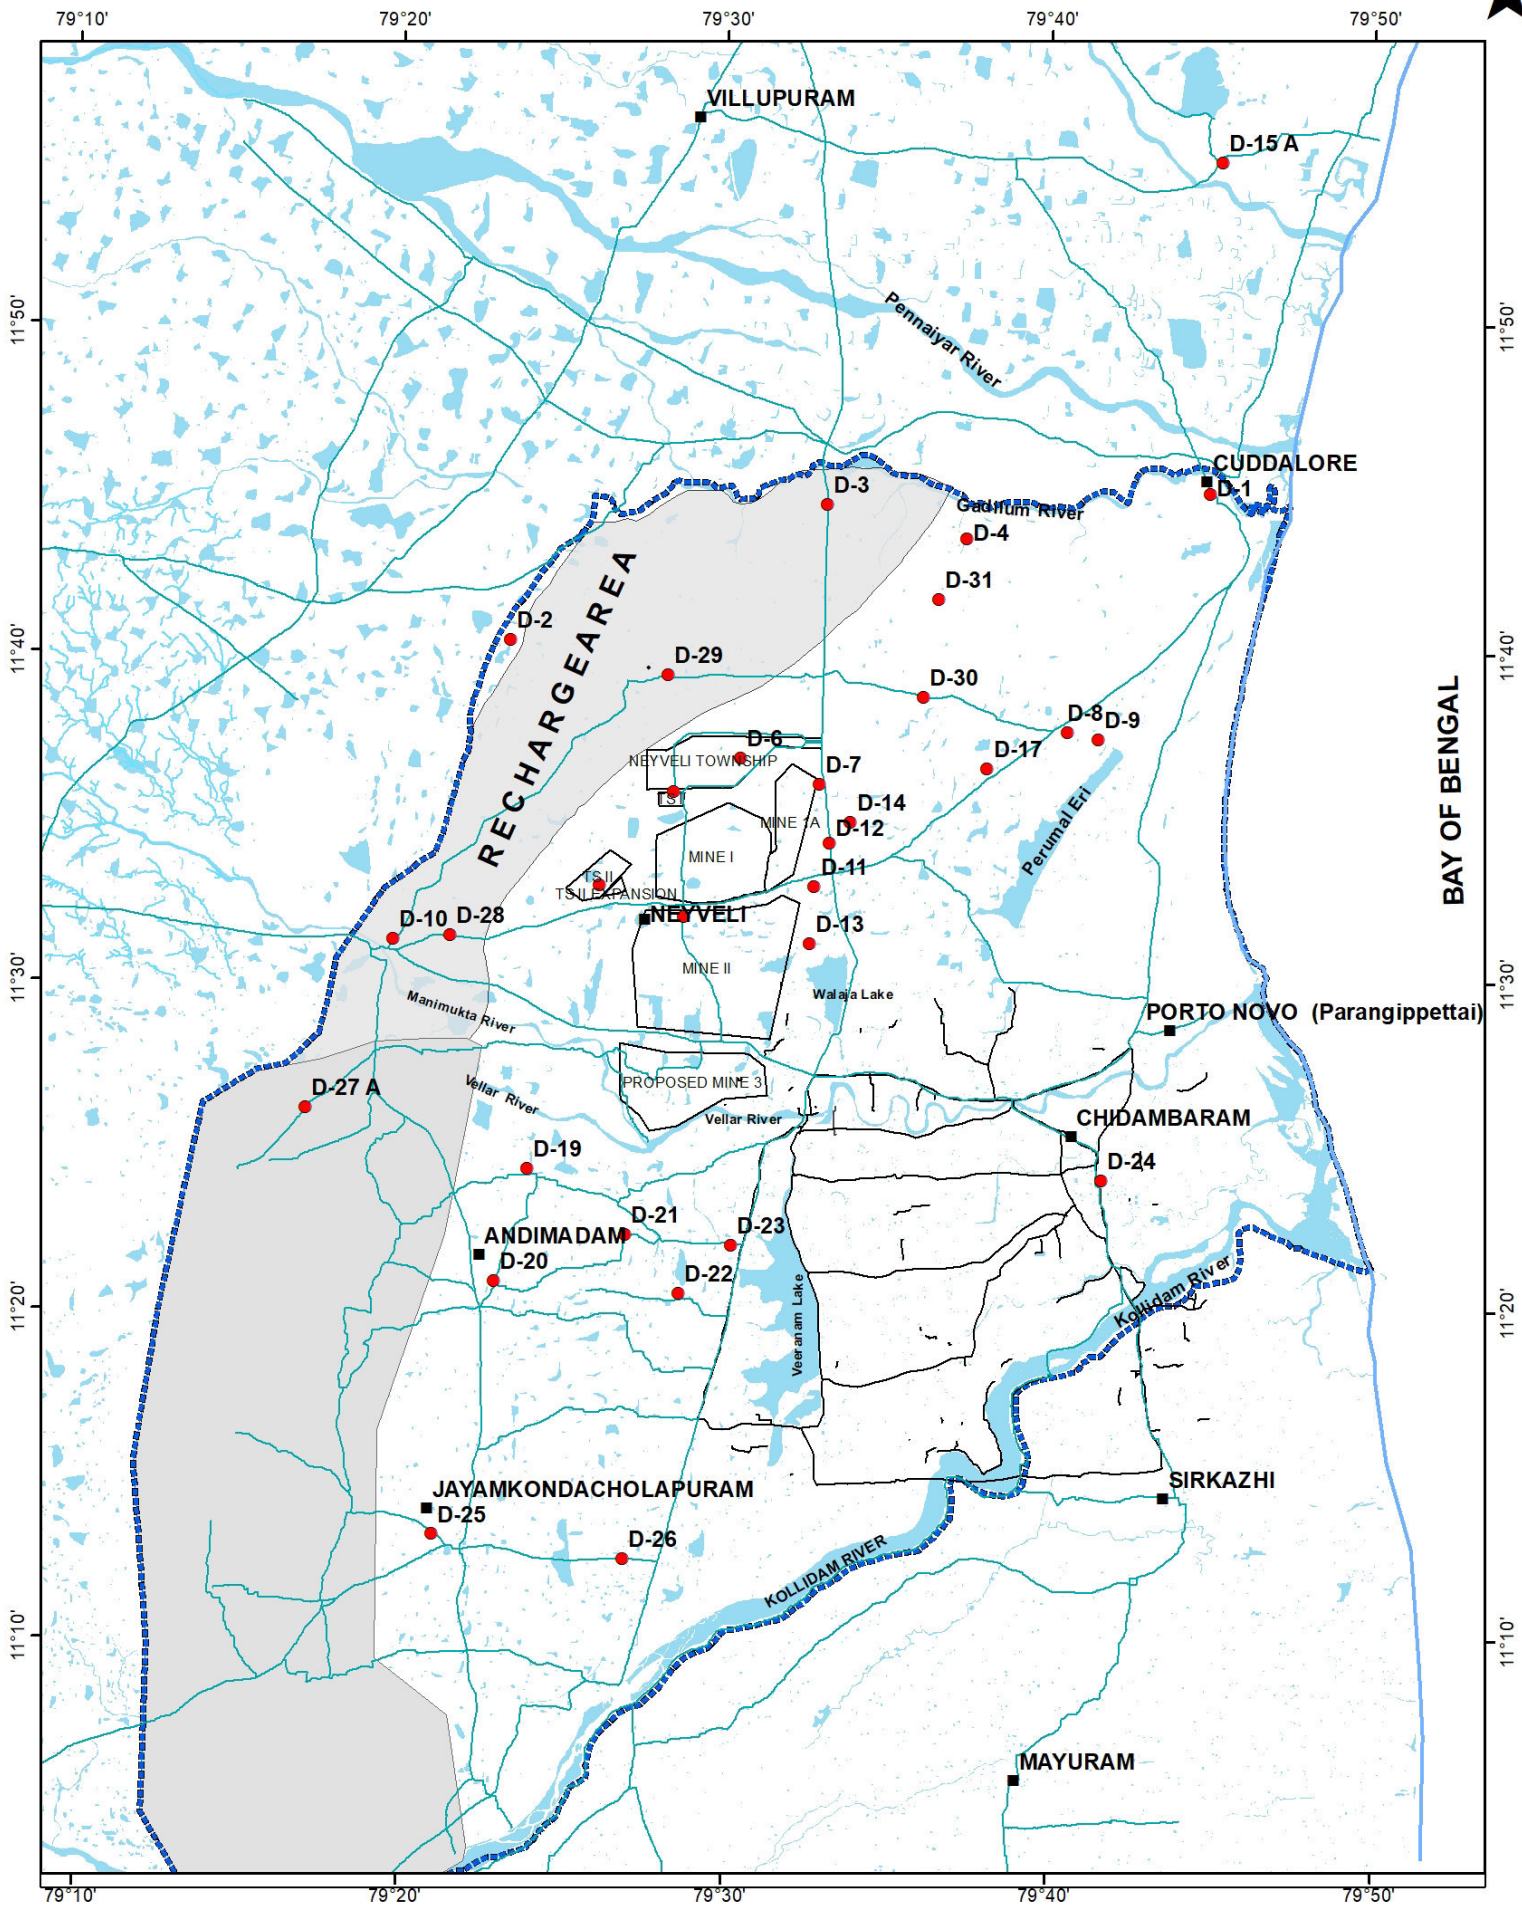 79°10'
79°20'
79°30'
79°40'
79°50'
VILLUPURAM
D-15 A
11°50'
11°50'
Pennaiyar River
CUDDALORE
D-1
D-3
Gadilum River
D-4
D-31
D-2
11°40'
11°40'
RECHARGEAREA
D-29
D-30
BAY OF BENGAL
D-8
D-9
D-6
D-17
NEYVELI TOWNSHIP
D-7
TS I
D-14
MINE 1A
D-12
Perumal Eri
MINE I
D-11
TS II
TS II EXPANSION
D-10
D-28
NEYVELI
D-13
MINE II
11°30'
11°30'
Walaja Lake
Manimukta River
PORTO NOVO (Parangippettai)
D-27 A
PROPOSED MINE 3
Vellar River
Vellar River
CHIDAMBARAM
D-19
D-24
D-21
D-23
ANDIMADAM
D-20
D-22
Kollidam River
11°20'
11°20'
Veeranam Lake
JAYAMKONDACHOLAPURAM
D-25
SIRKAZHI
D-26
KOLLIDAM RIVER
11°10'
11°10'
MAYURAM
79°10'
79°20'
79°30'
79°40'
79°50'